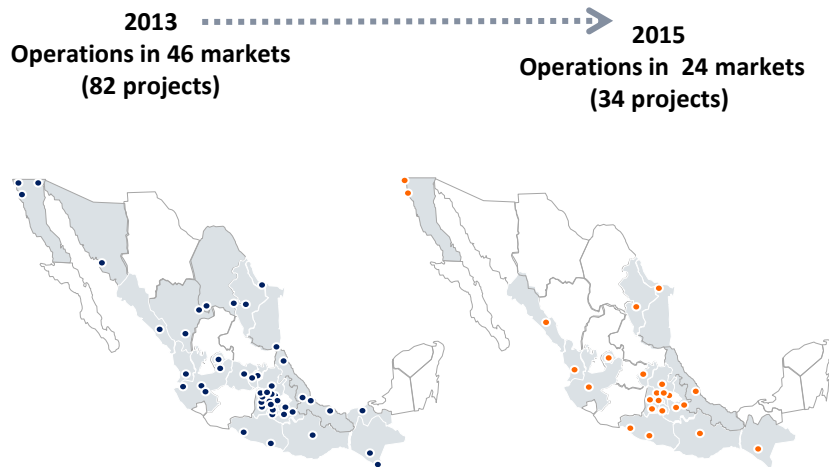 2013
Operations in 46 markets
(82 projects)
2015
Operations in  24 markets
(34 projects)